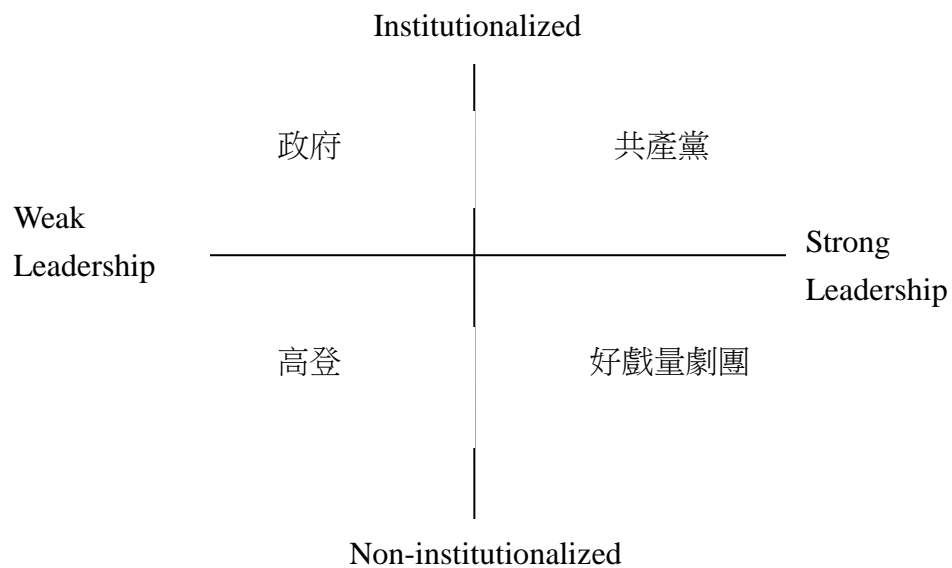 Institutionalized
政府
共產黨
Weak
Leadership
Strong
Leadership
高登
好戲量劇團
Non-institutionalized